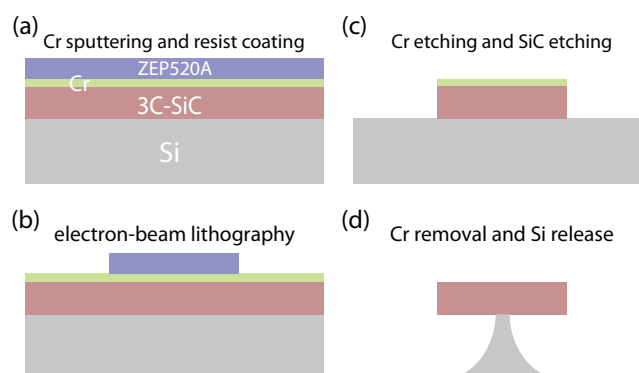 (a)
Cr sputtering and resist coating
ZEP520A
Cr
3C-SiC
Si
(b)
electron-beam lithography
(c)
Cr etching and SiC etching
(d)
Cr removal and Si release